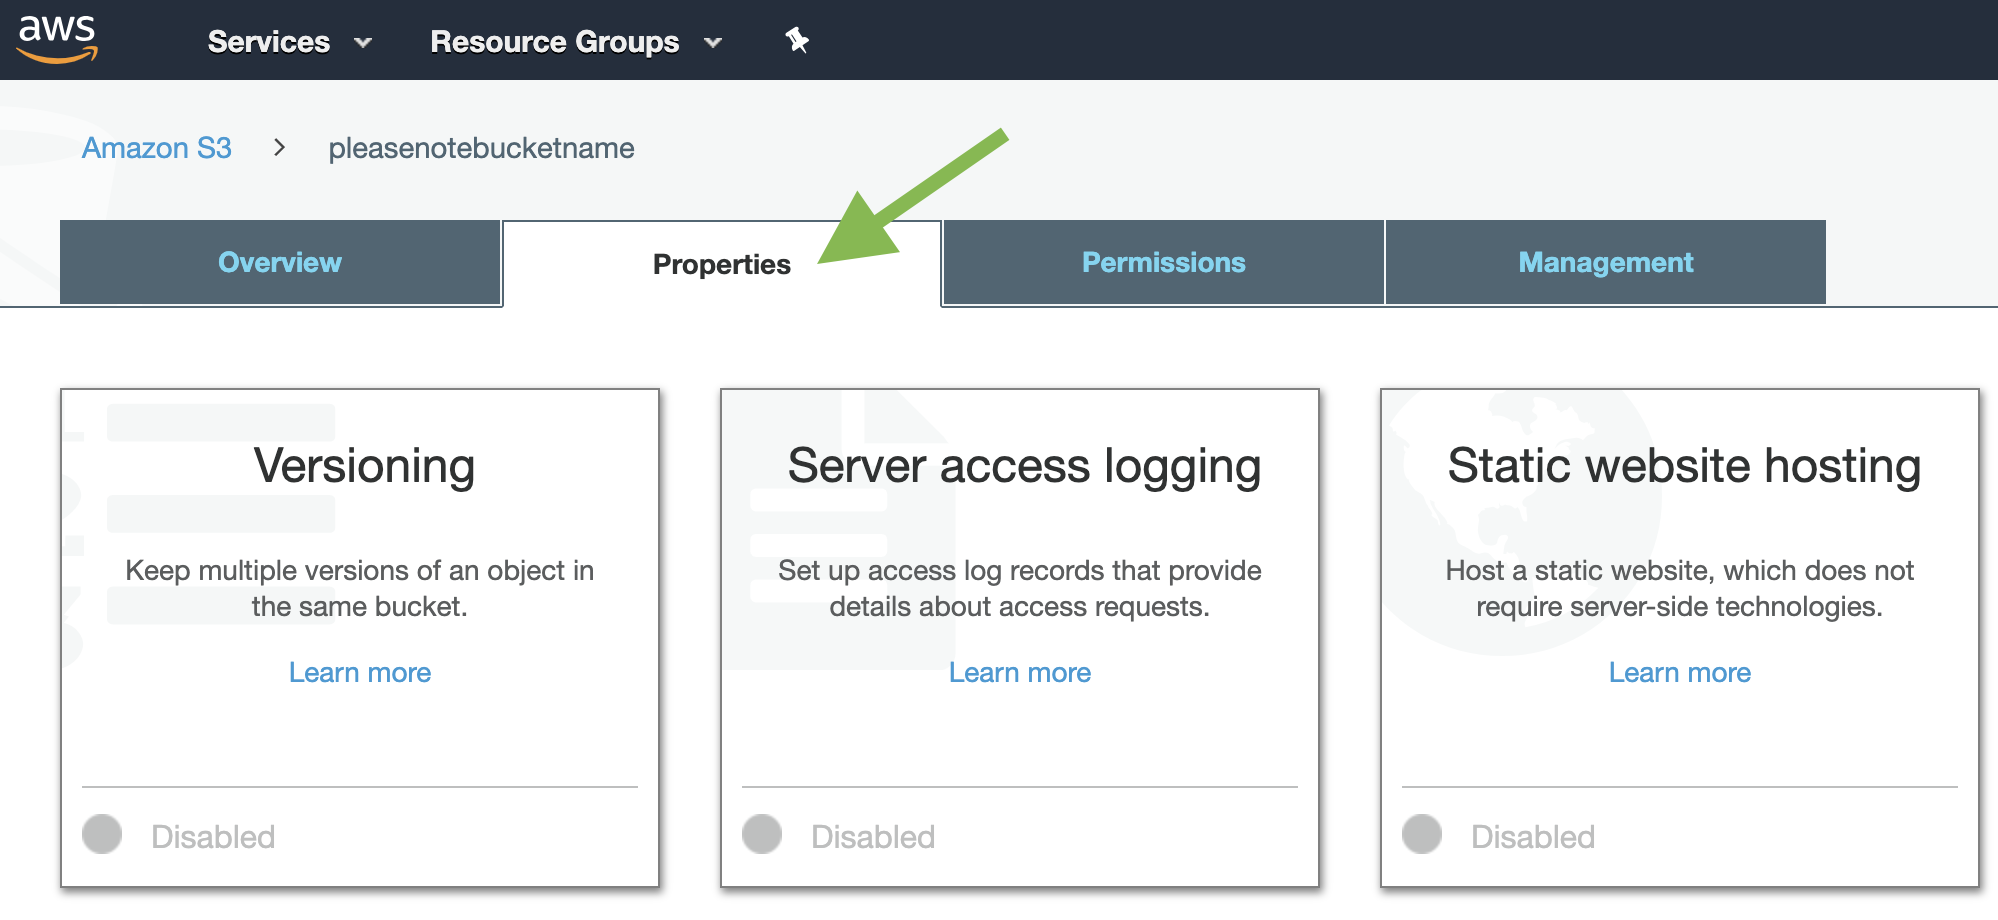 aws
Services
Resource Groups
Amazon S3 > pleasenotebucketname
Overview
Properties
Permissions
Management
Versioning
Keep multiple versions of an object in
the same bucket.
Learn more
Disabled
Server access logging
Set up access log records that provide
details about access requests.
Learn more
Disabled
Static website hosting
Host a static website, which does not
require server-side technologies.
Learn more
Disabled